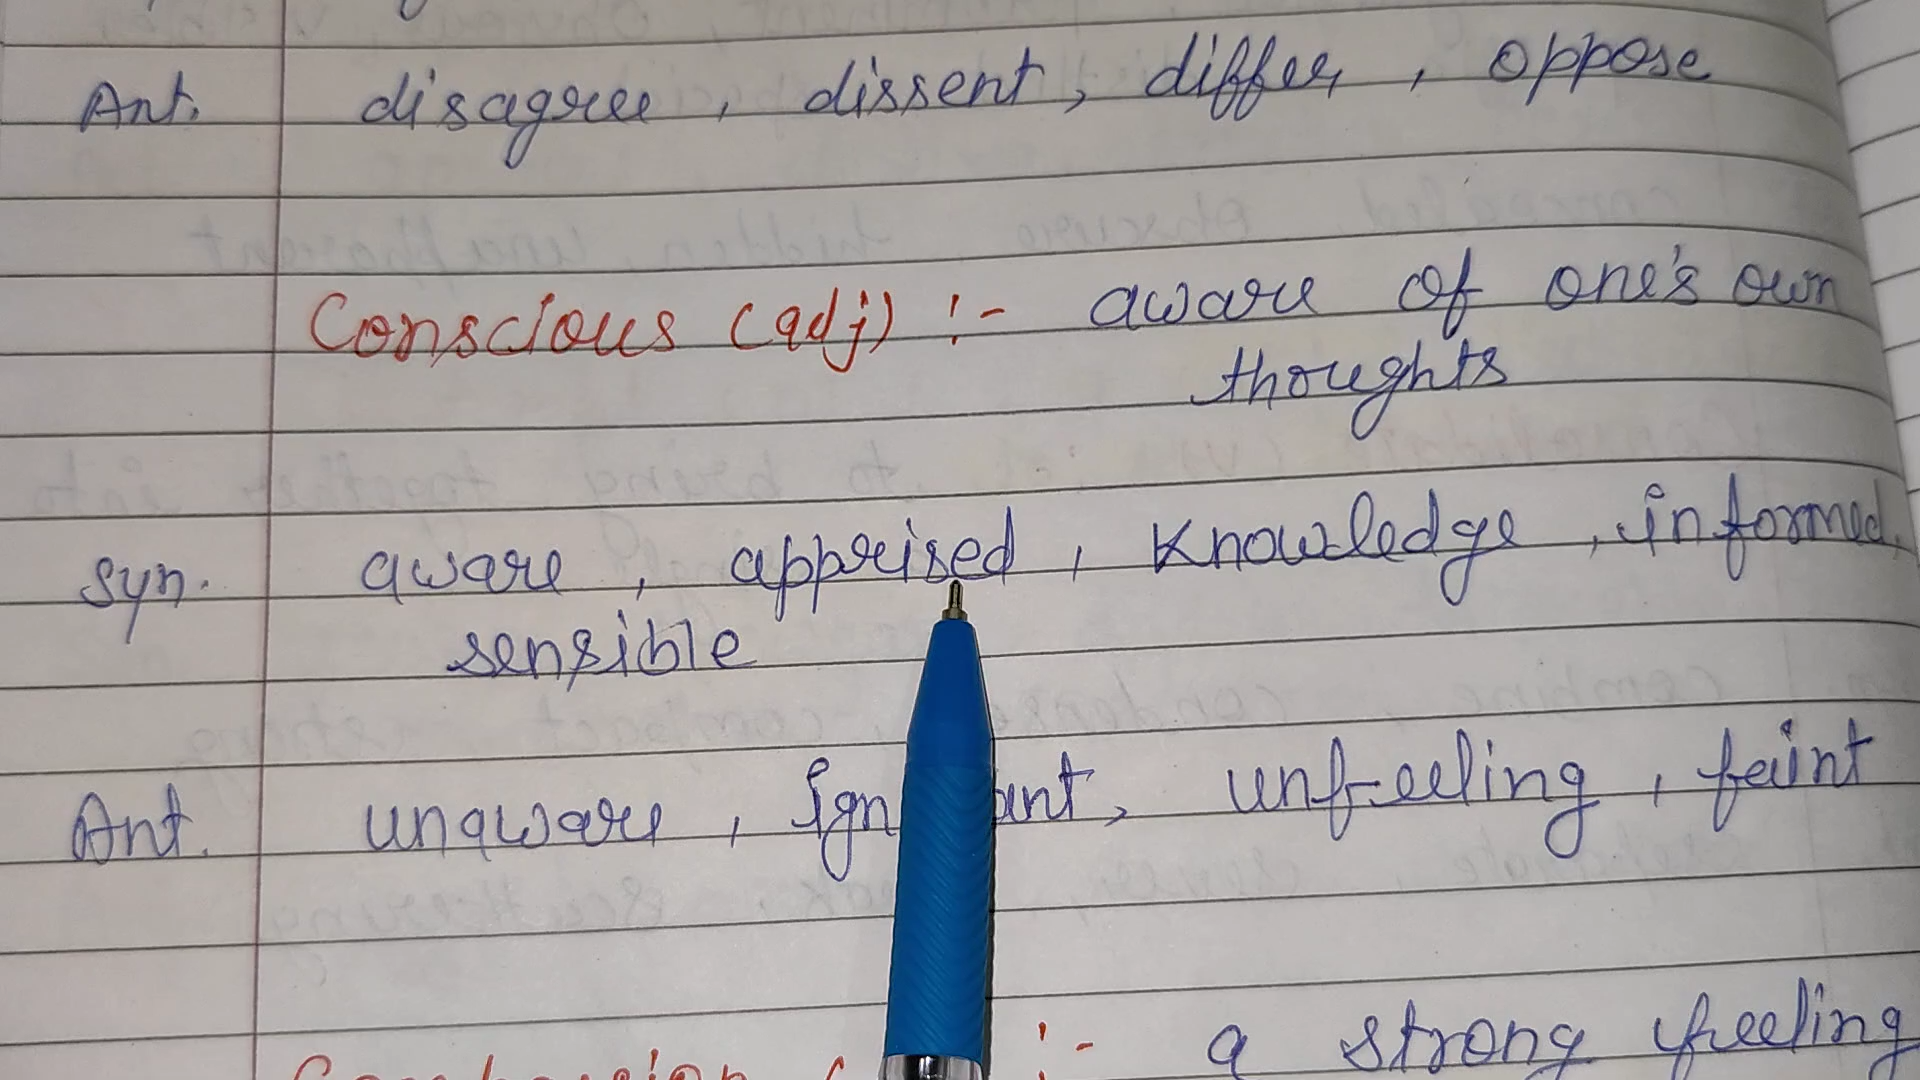 Ant. disagree, dissent, differ, oppose
Conscious (adj) :- aware of one's own
thoughts
Syn. aware, apprised, Knowledge, informed,
sensible
Ant. unaware, unfeeling, faint
:- a strong feeling